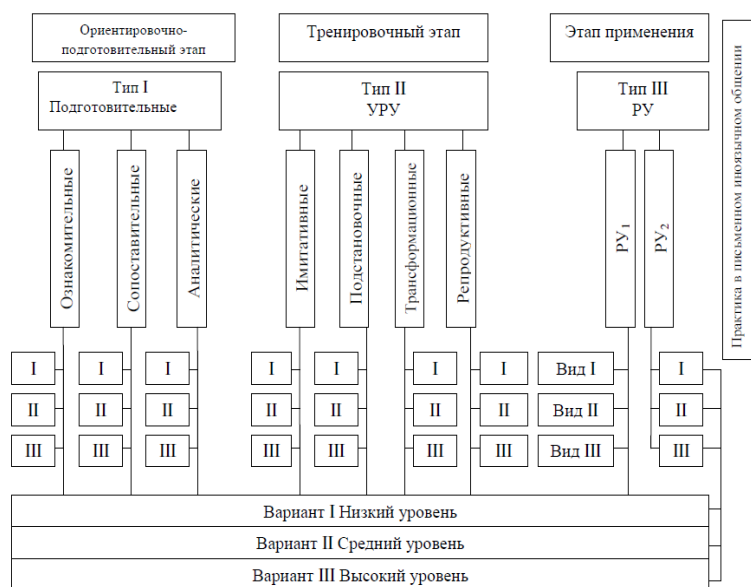 Ориентировочно-
подготовительный этап
Тренировочный этап
Этап применения
Практика в письменном иноязычном общении
Тип I
Подготовительные
Тип II
УРУ
Тип III
РУ
Ознакомительные
Сопоставительные
Аналитические
Имитативные
Подстановочные
Трансформационные
Репродуктивные
РУ₁
РУ₂
I
I
I
I
I
I
I
Вид I
I
II
II
II
II
II
II
II
Вид II
II
III
III
III
III
III
III
III
Вид III
III
Вариант I Низкий уровень
Вариант II Средний уровень
Вариант III Высокий уровень